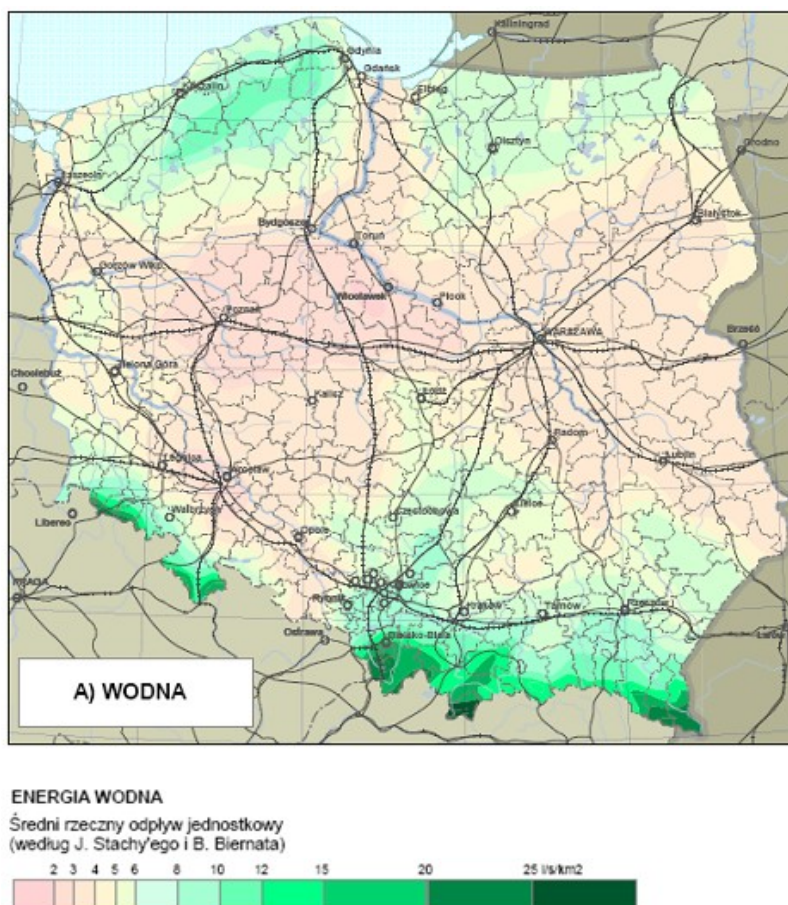 Kaliningrad
Gdynia
Gdańsk
Elbląg
Koszalin
Olsztyn
Grodno
Szczecin
Białystok
Bydgoszcz
Toruń
Gorzów Wlkp.
Włocławek
Płock
Poznań
WARSZAWA
Brześć
Zielona Góra
Chociebuż
Kalisz
Łódź
Radom
Lublin
Legnica
Wrocław
Wałbrzych
Liberec
Opole
Częstochowa
Kielce
PRAGA
Rybnik
Kraków
Tarnów
Rzeszów
Ostrawa
Bielsko-Biała
Lwów
A) WODNA
ENERGIA WODNA
Średni rzeczny odpływ jednostkowy
(według J. Stachy'ego i B. Biernata)
2 3 4 5 6 8 10 12 15 20 25 l/s/km2